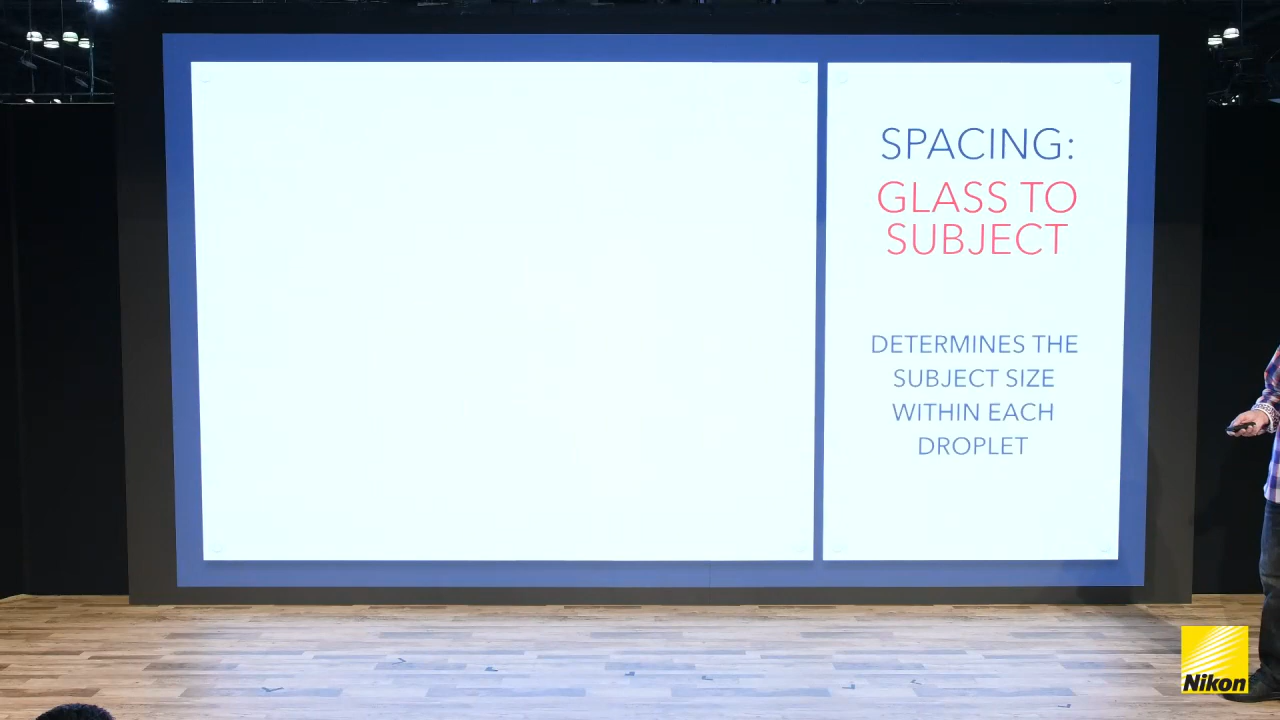 SPACING:
GLASS TO
SUBJECT
DETERMINES THE
SUBJECT SIZE
WITHIN EACH
DROPLET
Nikon